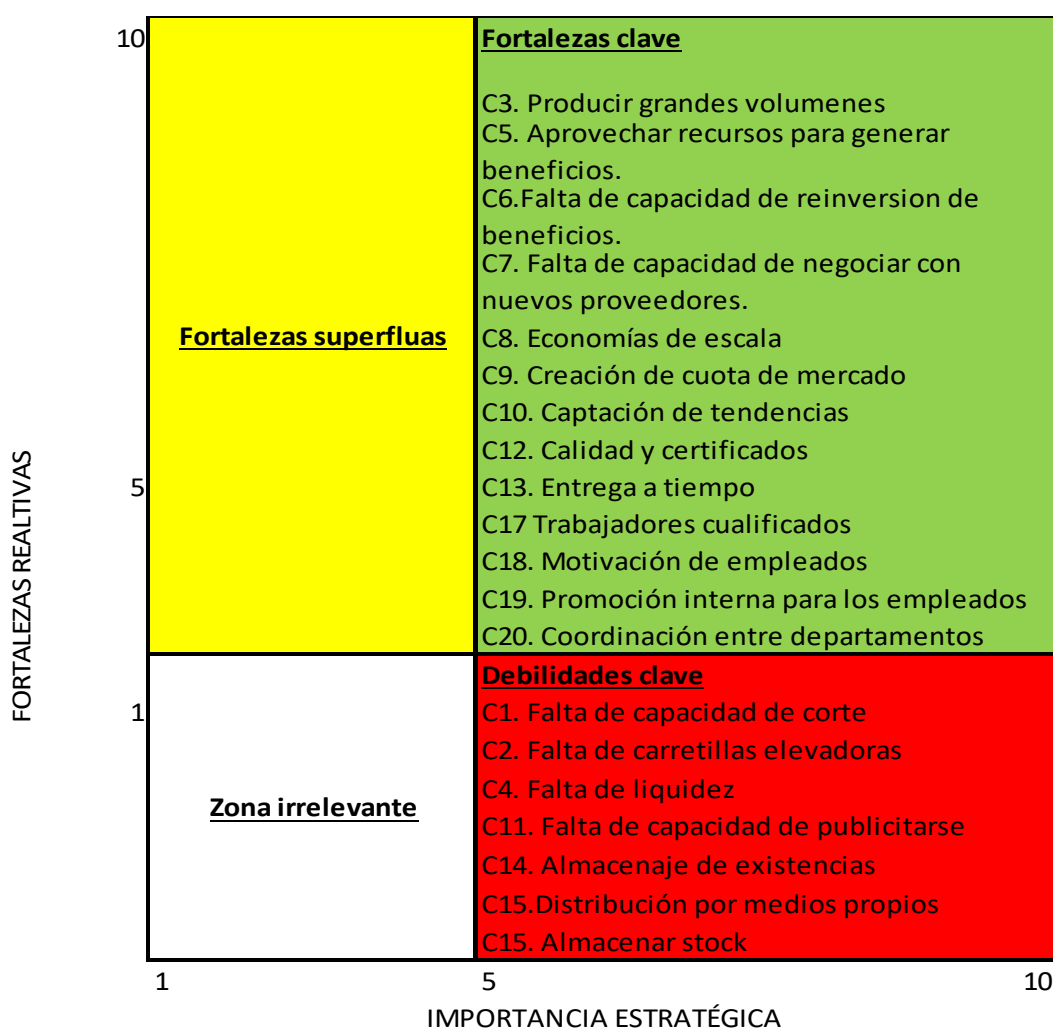 10
Fortalezas clave
C3. Producir grandes volumenes
C5. Aprovechar recursos para generar
beneficios.
C6.Falta de capacidad de reinversion de
beneficios.
C7. Falta de capacidad de negociar con
nuevos proveedores.
Fortalezas superfluas
C8. Economías de escala
C9. Creación de cuota de mercado
C10. Captación de tendencias
C12. Calidad y certificados
5
C13. Entrega a tiempo
C17 Trabajadores cualificados
C18. Motivación de empleados
C19. Promoción interna para los empleados
C20. Coordinación entre departamentos
FORTALEZAS REALTIVAS
Debilidades clave
1
C1. Falta de capacidad de corte
C2. Falta de carretillas elevadoras
C4. Falta de liquidez
Zona irrelevante
C11. Falta de capacidad de publicitarse
C14. Almacenaje de existencias
C15.Distribución por medios propios
C15. Almacenar stock
1
5
10
IMPORTANCIA ESTRATÉGICA